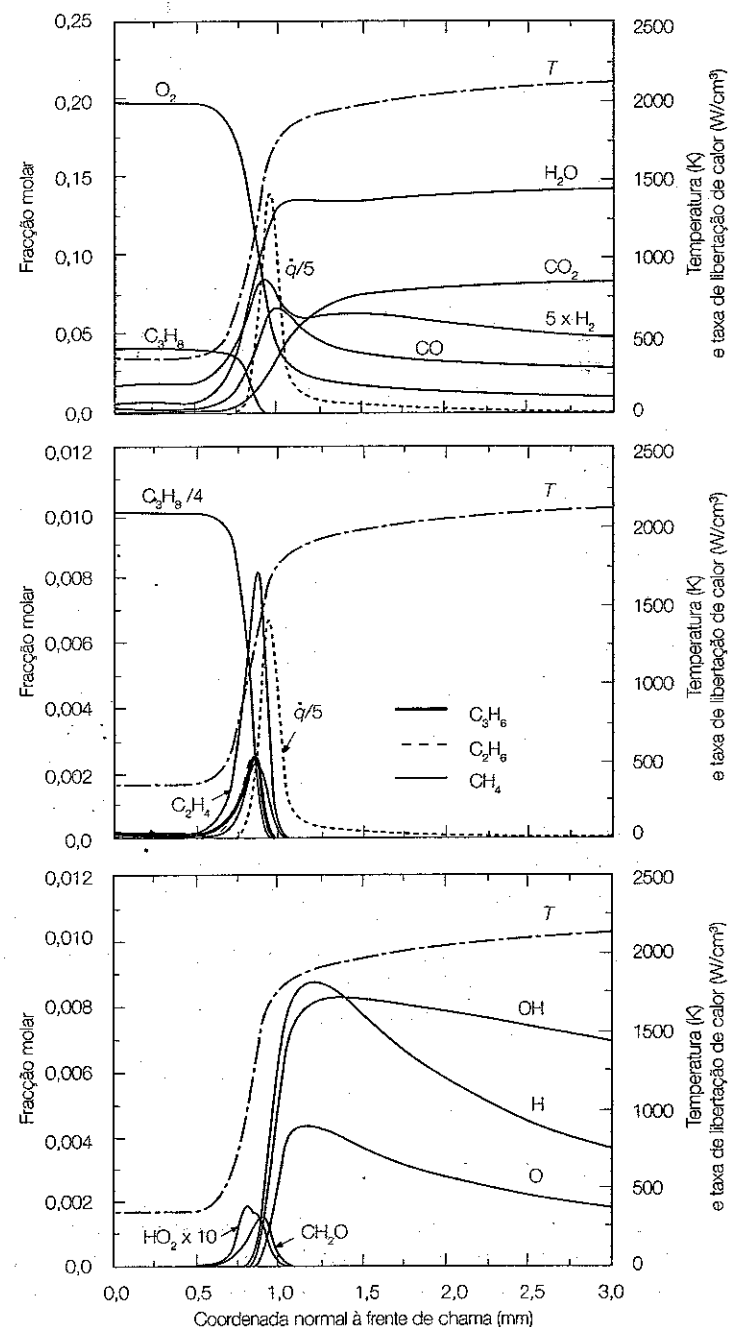 0,25
0,20
0,15
0,10
0,05
0,0
Fracção molar
O₂
C₃H₈
T
H₂O
CO₂
q̇/5
5 x H₂
CO
2500
2000
1500
1000
500
0
Temperatura (K)
e taxa de libertação de calor (W/cm³)
0,012
0,010
0,008
0,006
0,004
0,002
0,0
Fracção molar
C₃H₈ /4
T
q̇/5
C₂H₄
C₃H₆
C₂H₆
CH₄
2500
2000
1500
1000
500
0
Temperatura (K)
e taxa de libertação de calor (W/cm³)
0,012
0,010
0,008
0,006
0,004
0,002
0,0
Fracção molar
T
OH
H
O
HO₂ x 10
CH₂O
2500
2000
1500
1000
500
0
Temperatura (K)
e taxa de libertação de calor (W/cm³)
0,0 0,5 1,0 1,5 2,0 2,5 3,0
Coordenada normal à frente de chama (mm)